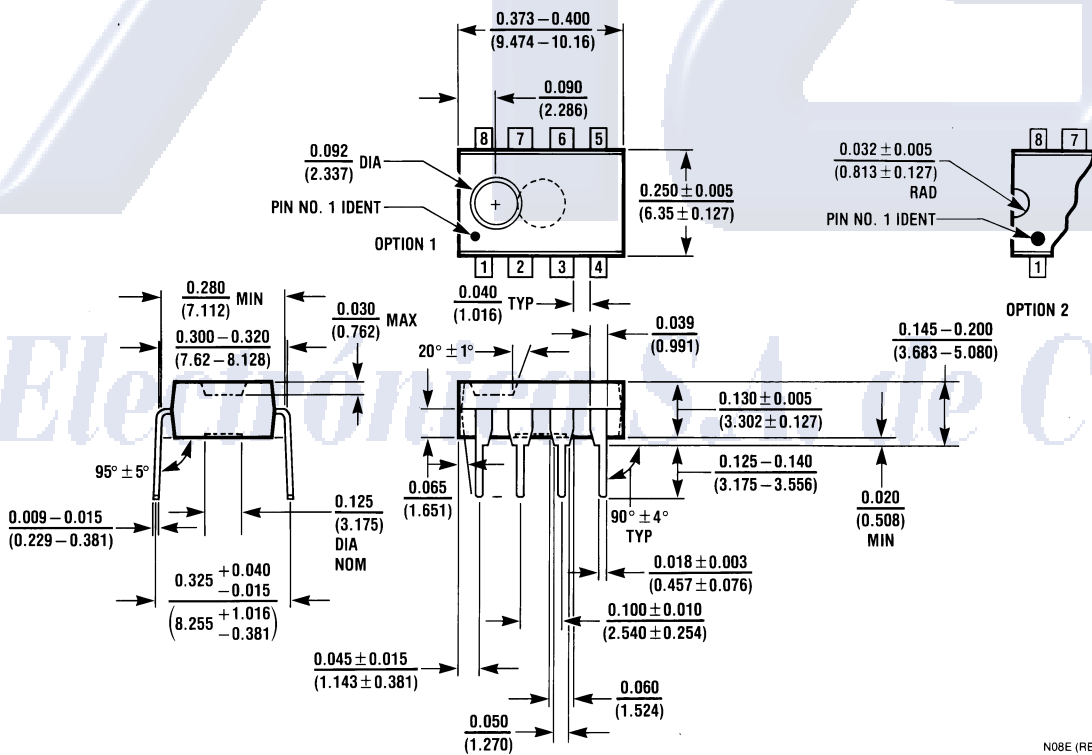 0.373 – 0.400
(9.474 – 10.16)
0.090
(2.286)
8 7 6 5
0.092 DIA
(2.337)
PIN NO. 1 IDENT
OPTION 1
0.250 ± 0.005
(6.35 ± 0.127)
1 2 3 4
0.032 ± 0.005
(0.813 ± 0.127)
RAD
PIN NO. 1 IDENT
8 7
1
OPTION 2
0.280 MIN
(7.112)
0.300 – 0.320
(7.62 – 8.128)
0.030 MAX
(0.762)
0.040 TYP
(1.016)
20° ± 1°
0.039
(0.991)
0.145 – 0.200
(3.683 – 5.080)
0.130 ± 0.005
(3.302 ± 0.127)
0.125 – 0.140
(3.175 – 3.556)
0.020
(0.508)
MIN
95° ± 5°
0.065
(1.651)
90° ± 4°
TYP
0.009 – 0.015
(0.229 – 0.381)
0.125
(3.175)
DIA
NOM
0.325 +0.040
–0.015
(8.255 +1.016
–0.381)
0.018 ± 0.003
(0.457 ± 0.076)
0.100 ± 0.010
(2.540 ± 0.254)
0.045 ± 0.015
(1.143 ± 0.381)
0.060
(1.524)
0.050
(1.270)
Electrónica S.A. de C
N08E (RE